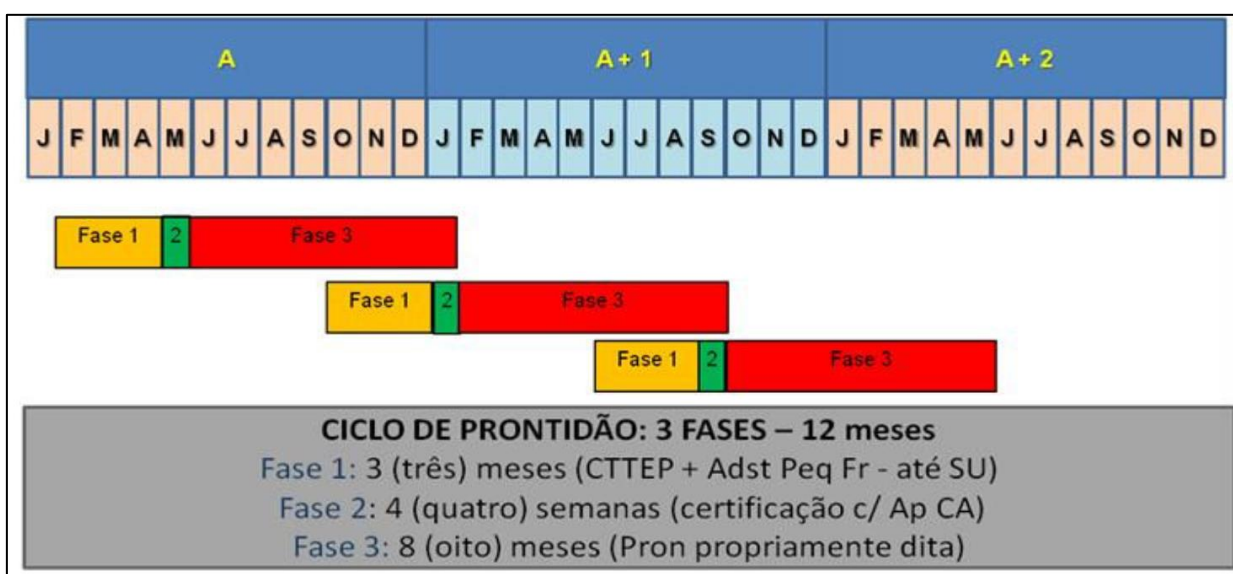 A A + 1 A + 2
J F M A M J J A S O N D J F M A M J J A S O N D J F M A M J J A S O N D
Fase 1 2 Fase 3
Fase 1 2 Fase 3
Fase 1 2 Fase 3
CICLO DE PRONTIDÃO: 3 FASES – 12 meses
Fase 1: 3 (três) meses (CTTEP + Adst Peq Fr - até SU)
Fase 2: 4 (quatro) semanas (certificação c/ Ap CA)
Fase 3: 8 (oito) meses (Pron propriamente dita)